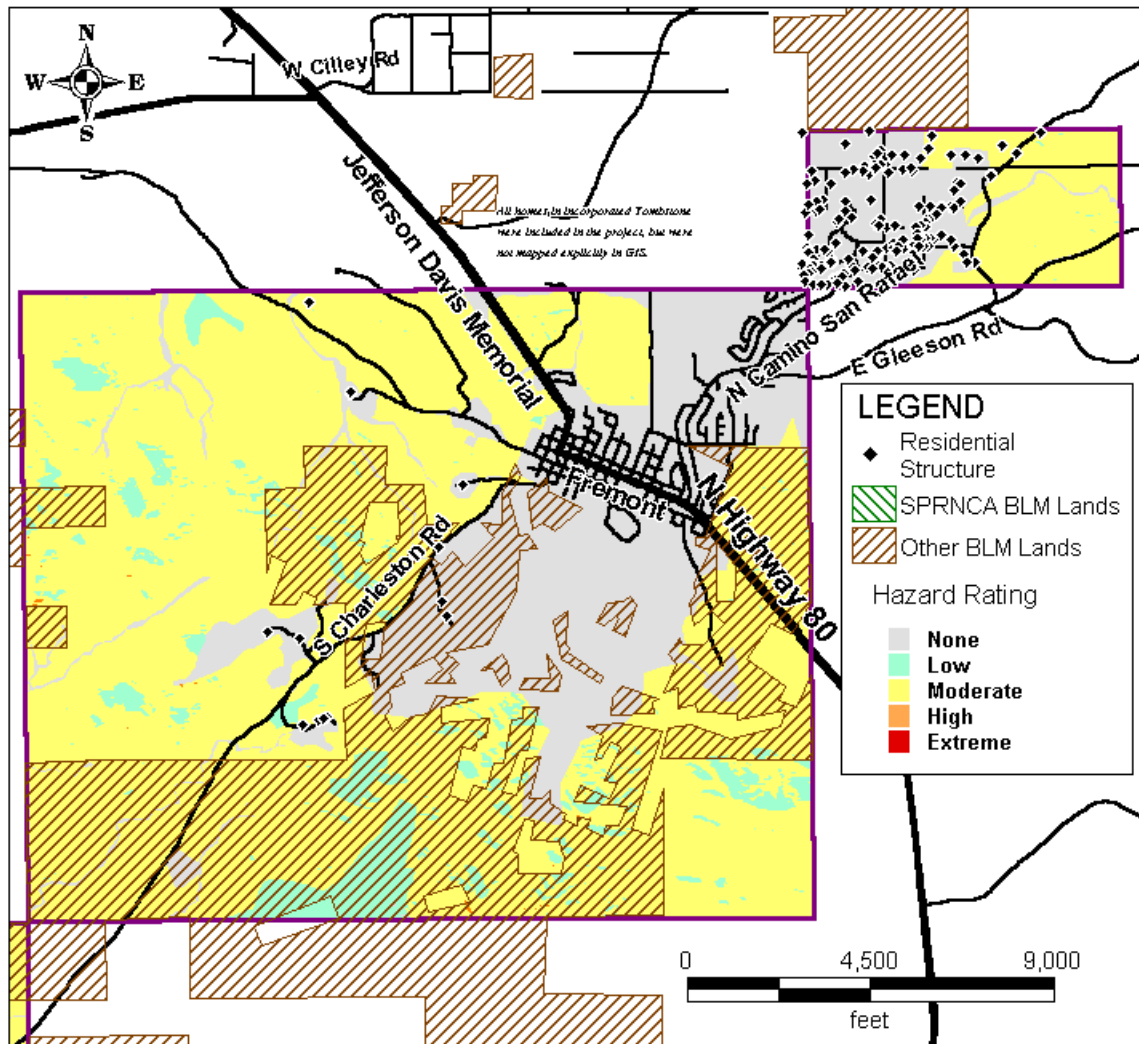 N
W E
S
W Cilley Rd
Jefferson Davis Memorial
All homes in incorporated Tombstone
were included in the project, but were
not mapped explicitly in GIS.
N Camino San Rafael
E Gleeson Rd
Fremont
N Highway 80
S Charleston Rd
LEGEND
Residential
Structure
SPRNCA BLM Lands
Other BLM Lands
Hazard Rating
None
Low
Moderate
High
Extreme
0 4,500 9,000
feet